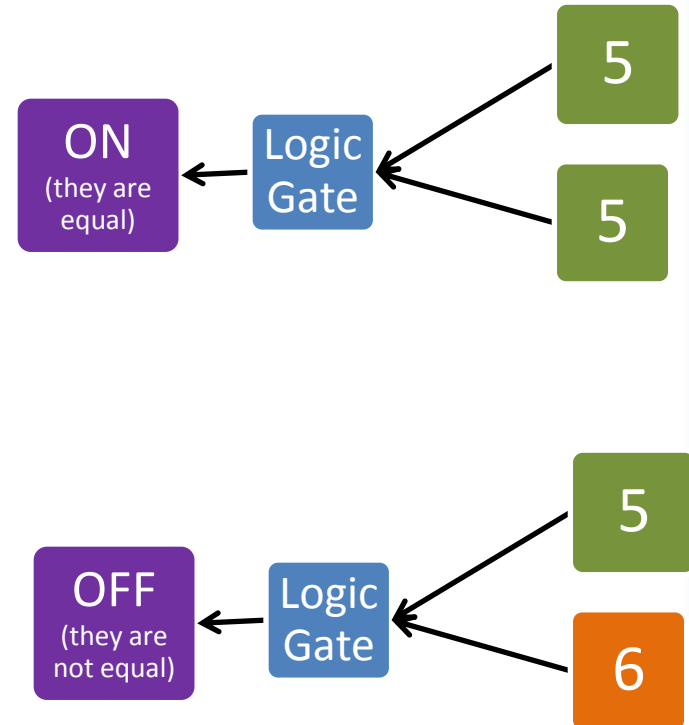 5
ON
(they are
equal)
Logic
Gate
5
5
OFF
(they are
not equal)
Logic
Gate
6